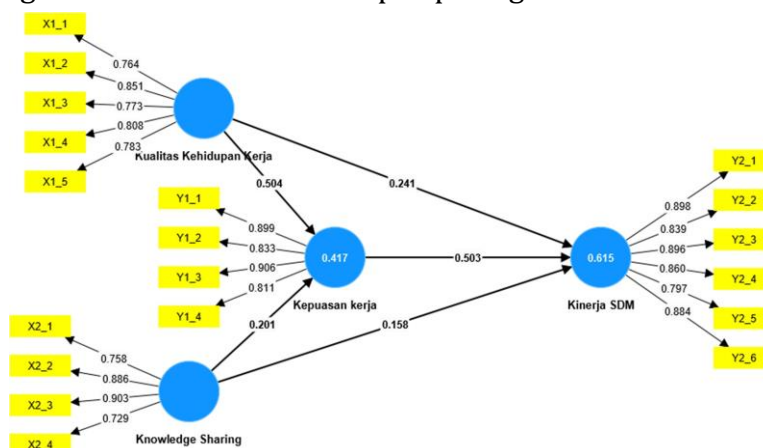 X1_1
0.764
X1_2
0.851
X1_3
0.773
X1_4
0.808
X1_5
0.783
Kualitas Kehidupan Kerja
0.504
0.241
Y1_1
0.899
Y1_2
0.833
Y1_3
0.906
Y1_4
0.811
0.417
Kepuasan kerja
0.503
0.201
0.158
0.615
Kinerja SDM
Y2_1
0.898
Y2_2
0.839
Y2_3
0.896
Y2_4
0.860
Y2_5
0.797
Y2_6
0.884
X2_1
0.758
X2_2
0.886
X2_3
0.903
X2_4
0.729
Knowledge Sharing